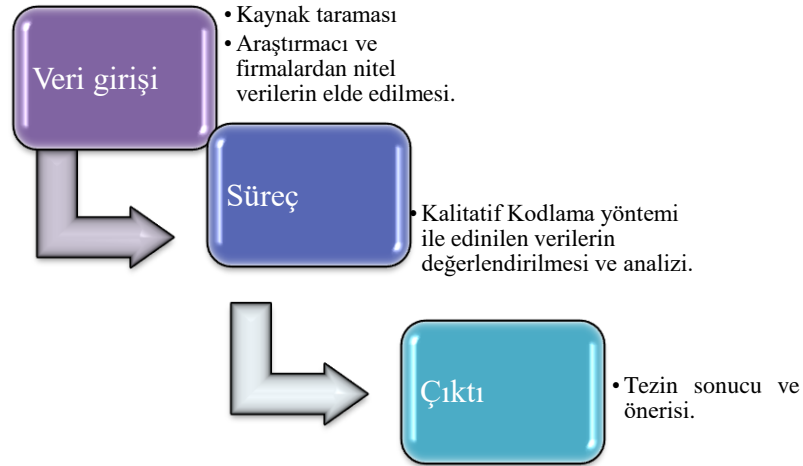 Veri girişi
• Kaynak taraması
• Araştırmacı ve
firmalardan nitel
verilerin elde edilmesi.
Süreç
• Kalitatif Kodlama yöntemi
ile edinilen verilerin
değerlendirilmesi ve analizi.
Çıktı
• Tezin sonucu ve
önerisi.